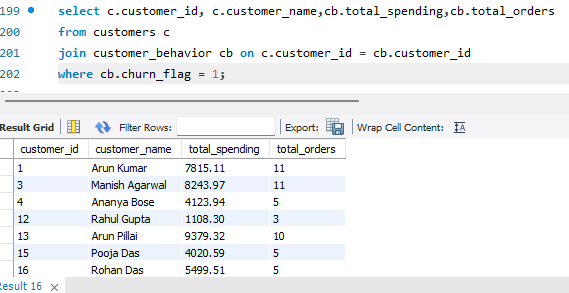 199 select c.customer_id, c.customer_name,cb.total_spending,cb.total_orders
200 from customers c
201 join customer_behavior cb on c.customer_id = cb.customer_id
202 where cb.churn_flag = 1;
Result Grid Filter Rows: Export: Wrap Cell Content: IA
customer_id customer_name total_spending total_orders
1 Arun Kumar 7815.11 11
3 Manish Agarwal 8243.97 11
4 Ananya Bose 4123.94 5
12 Rahul Gupta 1108.30 3
13 Arun Pillai 9379.32 10
15 Pooja Das 4020.59 5
16 Rohan Das 5499.51 5
Result 16